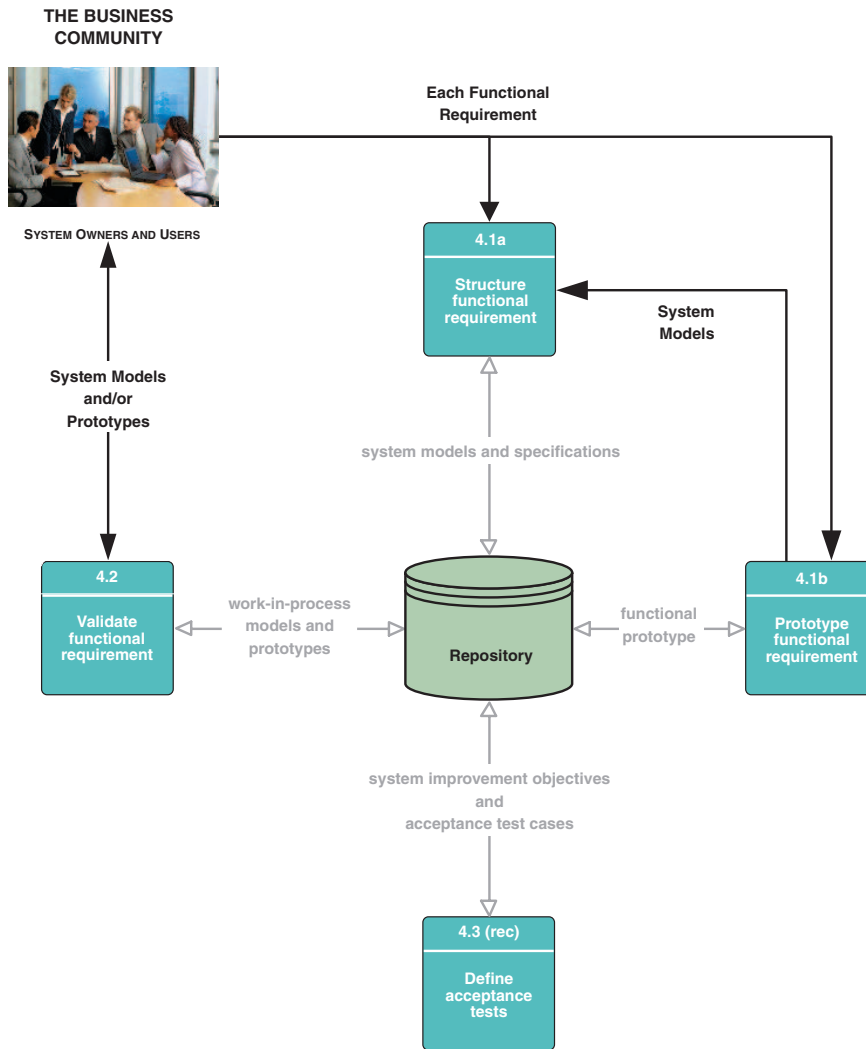 THE BUSINESS
COMMUNITY
Each Functional
Requirement
SYSTEM OWNERS AND USERS
4.1a
Structure
functional
requirement
System
Models
System Models
and/or
Prototypes
system models and specifications
4.2
Validate
functional
requirement
work-in-process
models and
prototypes
Repository
functional
prototype
4.1b
Prototype
functional
requirement
system improvement objectives
and
acceptance test cases
4.3 (rec)
Define
acceptance
tests